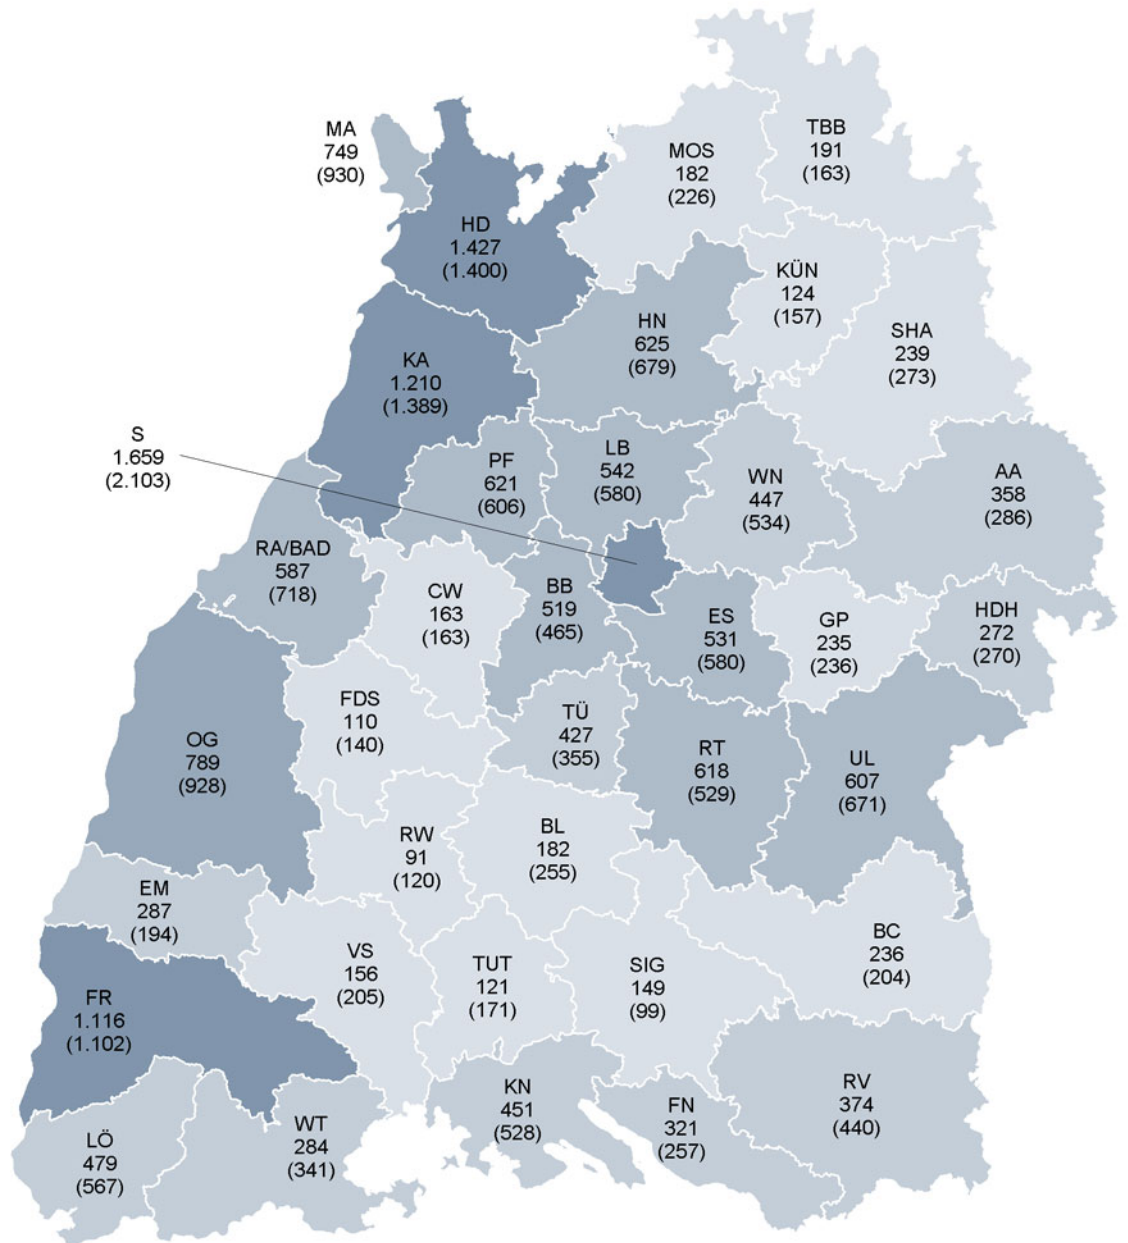 TBB
191
(163)
MA
749
(930)
MOS
182
(226)
HD
1.427
(1.400)
KÜN
124
(157)
HN
625
(679)
SHA
239
(273)
KA
1.210
(1.389)
S
1.659
(2.103)
PF
621
(606)
LB
542
(580)
WN
447
(534)
AA
358
(286)
RA/BAD
587
(718)
CW
163
(163)
BB
519
(465)
ES
531
(580)
GP
235
(236)
HDH
272
(270)
FDS
110
(140)
TÜ
427
(355)
OG
789
(928)
RT
618
(529)
UL
607
(671)
RW
91
(120)
BL
182
(255)
EM
287
(194)
VS
156
(205)
TUT
121
(171)
SIG
149
(99)
BC
236
(204)
FR
1.116
(1.102)
KN
451
(528)
FN
321
(257)
RV
374
(440)
LÖ
479
(567)
WT
284
(341)